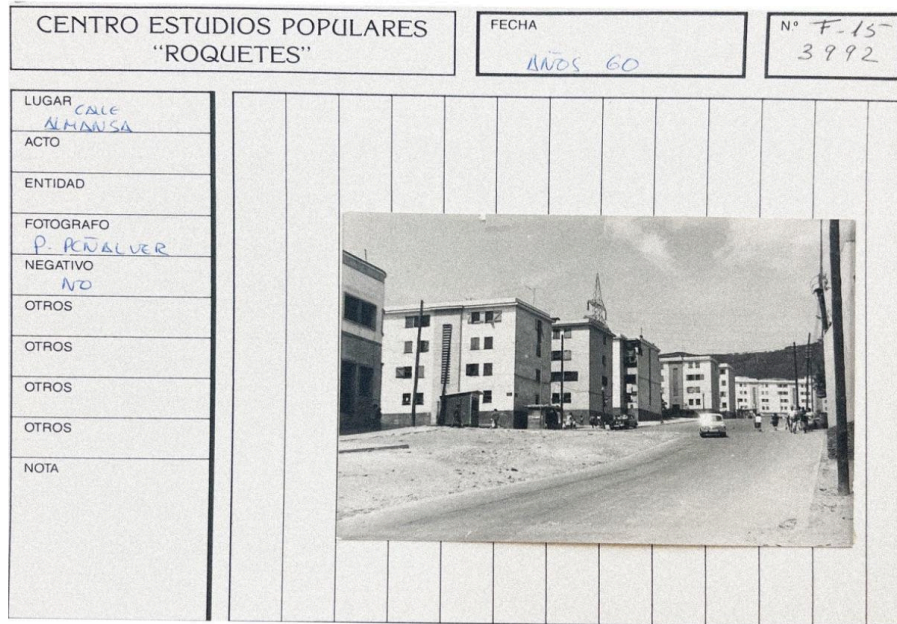 CENTRO ESTUDIOS POPULARES
"ROQUETES"
FECHA
AÑOS 60
Nº F-15
3992
LUGAR CALLE
ALMANSA
ACTO
ENTIDAD
FOTOGRAFO
P. PEÑALVER
NEGATIVO
NO
OTROS
OTROS
OTROS
OTROS
NOTA